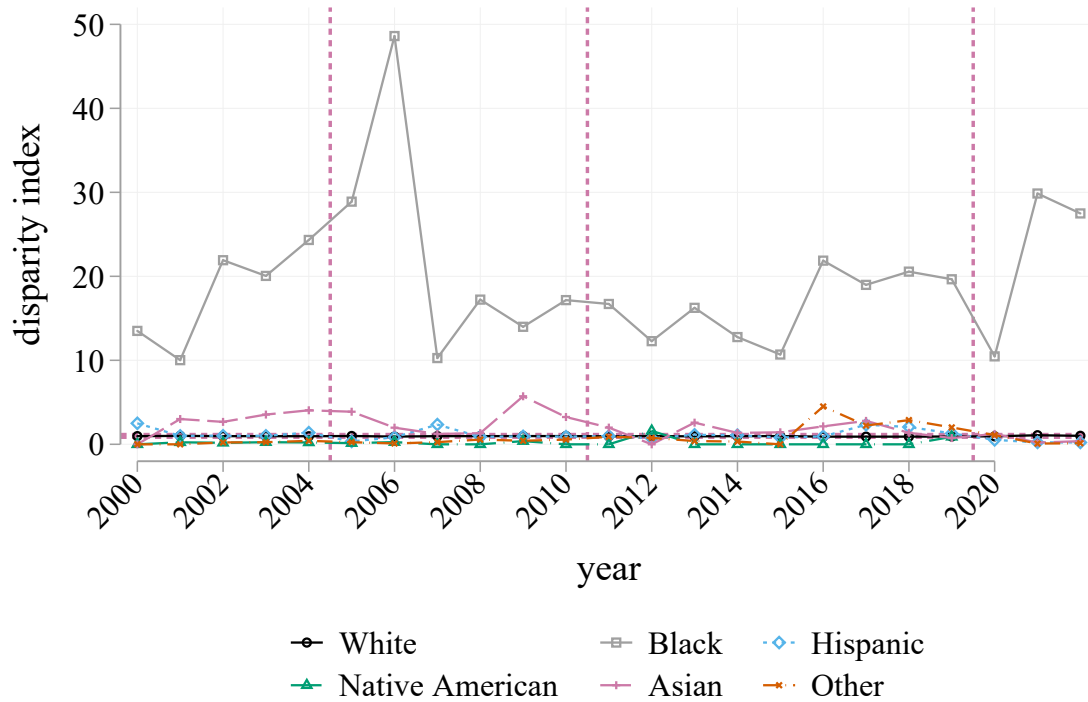 50
40
30
20
10
0
disparity index
2000 2002 2004 2006 2008 2010 2012 2014 2016 2018 2020
year
White Black Hispanic
Native American Asian Other